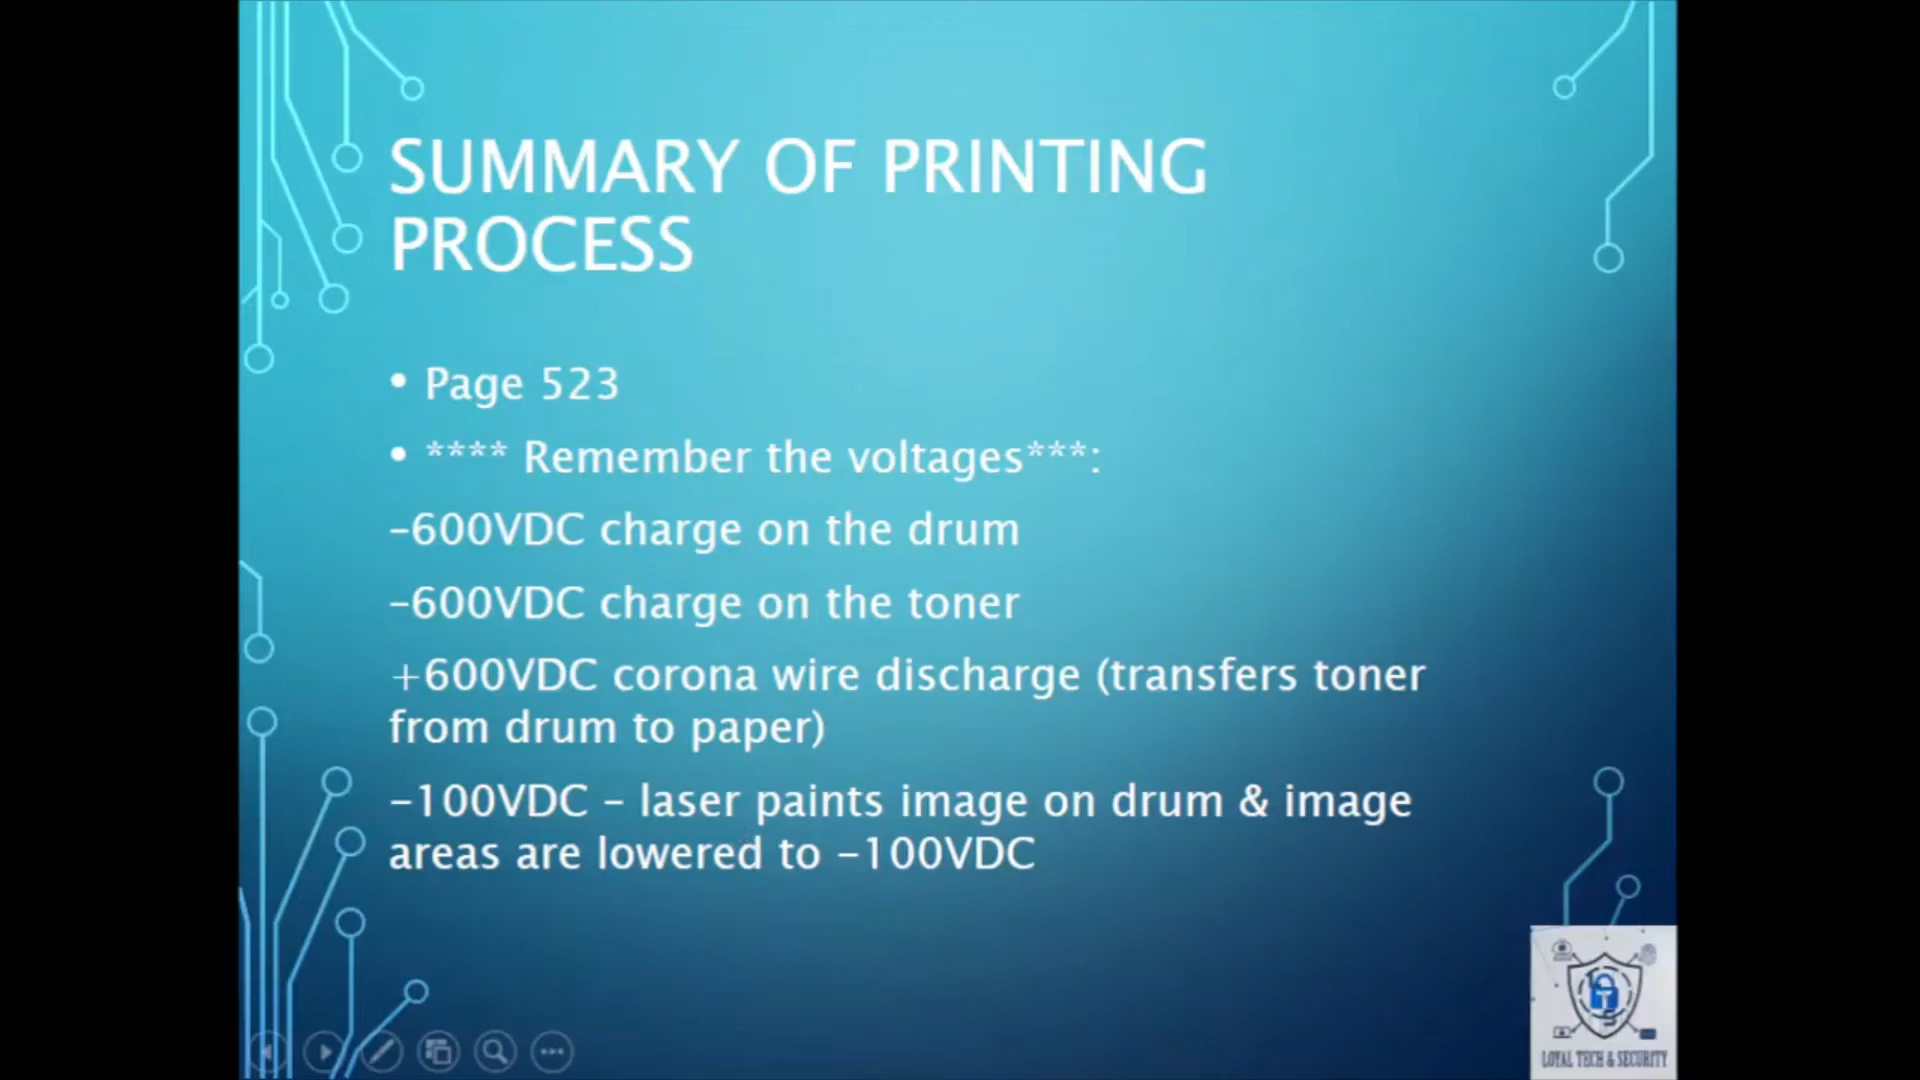 SUMMARY OF PRINTING
PROCESS
• Page 523
• **** Remember the voltages***:
-600VDC charge on the drum
-600VDC charge on the toner
+600VDC corona wire discharge (transfers toner
from drum to paper)
-100VDC – laser paints image on drum & image
areas are lowered to -100VDC
LOYAL TECH & SECURITY